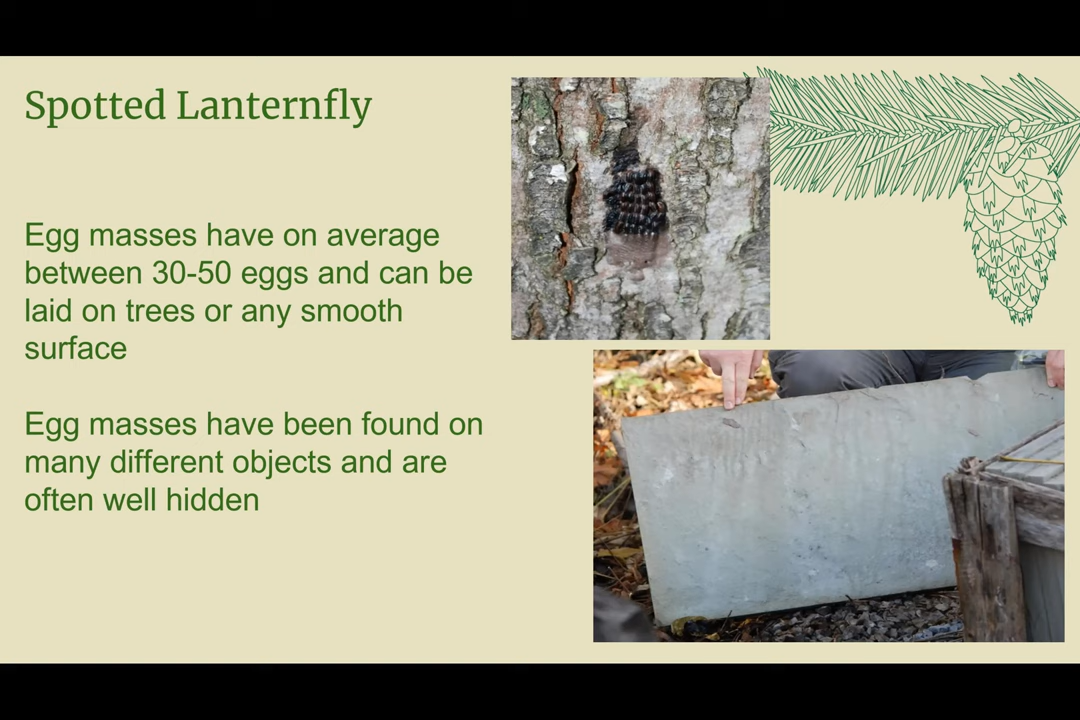 Spotted Lanternfly
Egg masses have on average
between 30-50 eggs and can be
laid on trees or any smooth
surface
Egg masses have been found on
many different objects and are
often well hidden